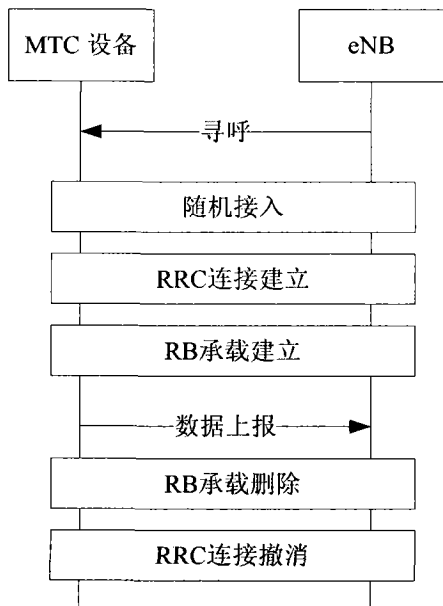 MTC 设备
eNB
寻呼
随机接入
RRC连接建立
RB承载建立
数据上报
RB承载删除
RRC连接撤消